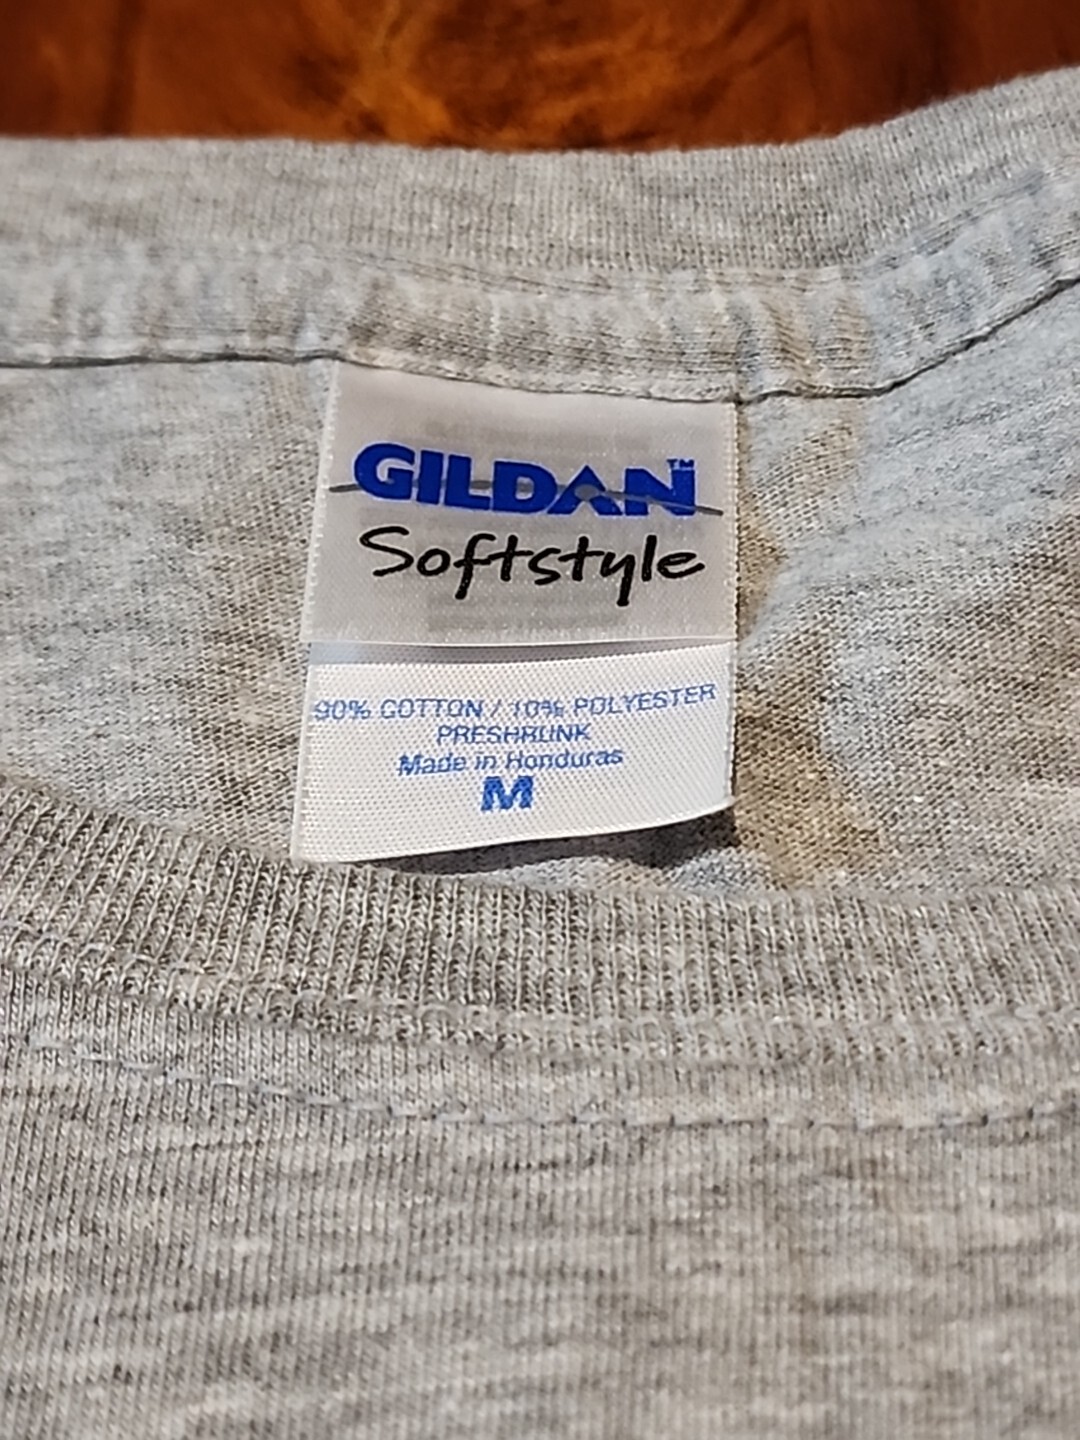 GILDAN™
Softstyle
90% COTTON / 10% POLYESTER
PRESHRUNK
Made in Honduras
M